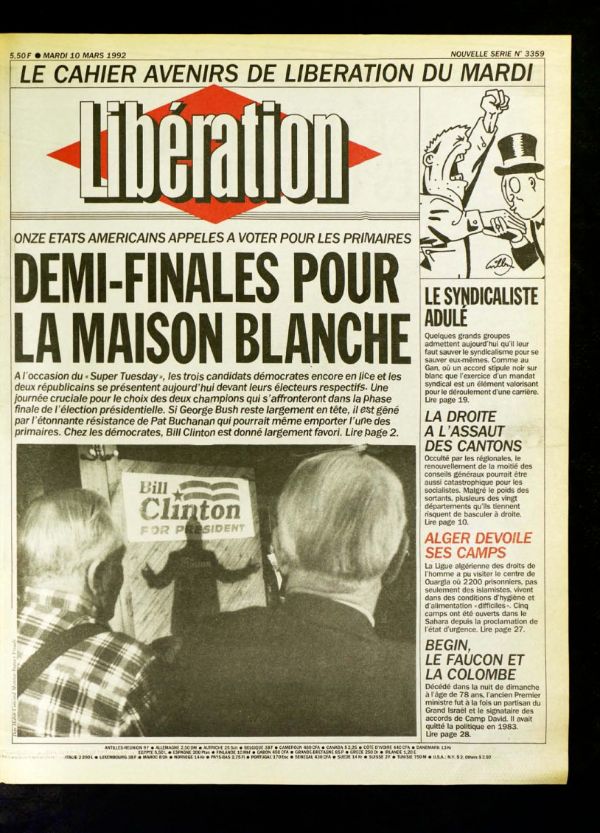 5,50 F ● MARDI 10 MARS 1992
NOUVELLE SERIE N° 3359
LE CAHIER AVENIRS DE LIBERATION DU MARDI
Libération
ONZE ETATS AMERICAINS APPELES A VOTER POUR LES PRIMAIRES
DEMI-FINALES POUR
LA MAISON BLANCHE
A l'occasion du « Super Tuesday », les trois candidats démocrates encore en lice et les
deux républicains se présentent aujourd'hui devant leurs électeurs respectifs. Une
journée cruciale pour le choix des deux champions qui s'affronteront dans la phase
finale de l'élection présidentielle. Si George Bush reste largement en tête, il est gêné
par l'étonnante résistance de Pat Buchanan qui pourrait même emporter l'une des
primaires. Chez les démocrates, Bill Clinton est donné largement favori. Lire page 2.
Bill
Clinton
FOR PRESIDENT
LE SYNDICALISTE
ADULÉ
Quelques grands groupes
admettent aujourd'hui qu'il leur
faut sauver le syndicalisme pour se
sauver eux-mêmes. Comme au
Gan, où un accord stipule noir sur
blanc que l'exercice d'un mandat
syndical est un élément valorisant
pour le déroulement d'une carrière.
Lire page 19.
LA DROITE
A L'ASSAUT
DES CANTONS
Occulté par les régionales, le
renouvellement de la moitié des
conseils généraux pourrait être
aussi catastrophique pour les
socialistes. Malgré le poids des
sortants, plusieurs des vingt
départements qu'ils tiennent
risquent de basculer à droite.
Lire page 10.
ALGER DEVOILE
SES CAMPS
La Ligue algérienne des droits de
l'homme a pu visiter le centre de
Ouargla où 2200 prisonniers, pas
seulement des islamistes, vivent
dans des conditions d'hygiène et
d'alimentation « difficiles ». Cinq
camps ont été ouverts dans le
Sahara depuis la proclamation de
l'état d'urgence. Lire page 27.
BEGIN,
LE FAUCON ET
LA COLOMBE
Décédé dans la nuit de dimanche
à l'âge de 78 ans, l'ancien Premier
ministre fut à la fois un partisan du
Grand Israël et le signataire des
accords de Camp David. Il avait
quitté la politique en 1983.
Lire page 28.